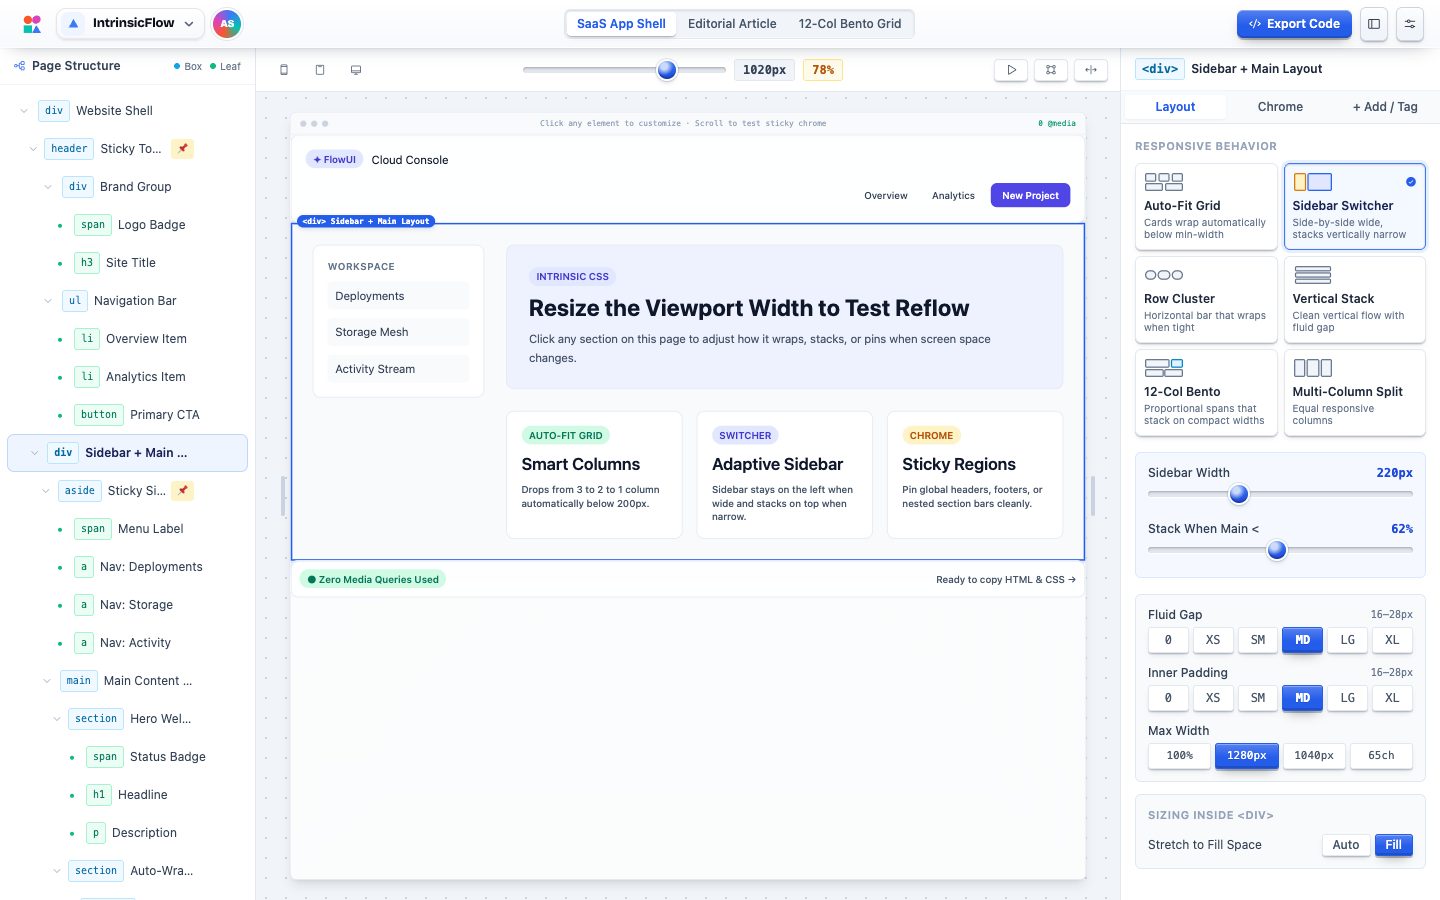 IntrinsicFlow
AS
SaaS App Shell
Editorial Article
12-Col Bento Grid
</> Export Code
Page Structure
Box
Leaf
div Website Shell
header Sticky To...
div Brand Group
span Logo Badge
h3 Site Title
ul Navigation Bar
li Overview Item
li Analytics Item
button Primary CTA
div Sidebar + Main ...
aside Sticky Si...
span Menu Label
a Nav: Deployments
a Nav: Storage
a Nav: Activity
main Main Content ...
section Hero Wel...
span Status Badge
h1 Headline
p Description
section Auto-Wra...
1020px
78%
Click any element to customize · Scroll to test sticky chrome
0 @media
✦ FlowUI
Cloud Console
Overview
Analytics
New Project
<div> Sidebar + Main Layout
WORKSPACE
Deployments
Storage Mesh
Activity Stream
INTRINSIC CSS
Resize the Viewport Width to Test Reflow
Click any section on this page to adjust how it wraps, stacks, or pins when screen space
changes.
AUTO-FIT GRID
Smart Columns
Drops from 3 to 2 to 1 column
automatically below 200px.
SWITCHER
Adaptive Sidebar
Sidebar stays on the left when
wide and stacks on top when
narrow.
CHROME
Sticky Regions
Pin global headers, footers, or
nested section bars cleanly.
● Zero Media Queries Used
Ready to copy HTML & CSS →
<div> Sidebar + Main Layout
Layout
Chrome
+ Add / Tag
RESPONSIVE BEHAVIOR
Auto-Fit Grid
Cards wrap automatically
below min-width
Sidebar Switcher
Side-by-side wide,
stacks vertically narrow
Row Cluster
Horizontal bar that wraps
when tight
Vertical Stack
Clean vertical flow with
fluid gap
12-Col Bento
Proportional spans that
stack on compact widths
Multi-Column Split
Equal responsive
columns
Sidebar Width
220px
Stack When Main <
62%
Fluid Gap
16–28px
0 XS SM MD LG XL
Inner Padding
16–28px
0 XS SM MD LG XL
Max Width
100% 1280px 1040px 65ch
SIZING INSIDE <DIV>
Stretch to Fill Space
Auto
Fill